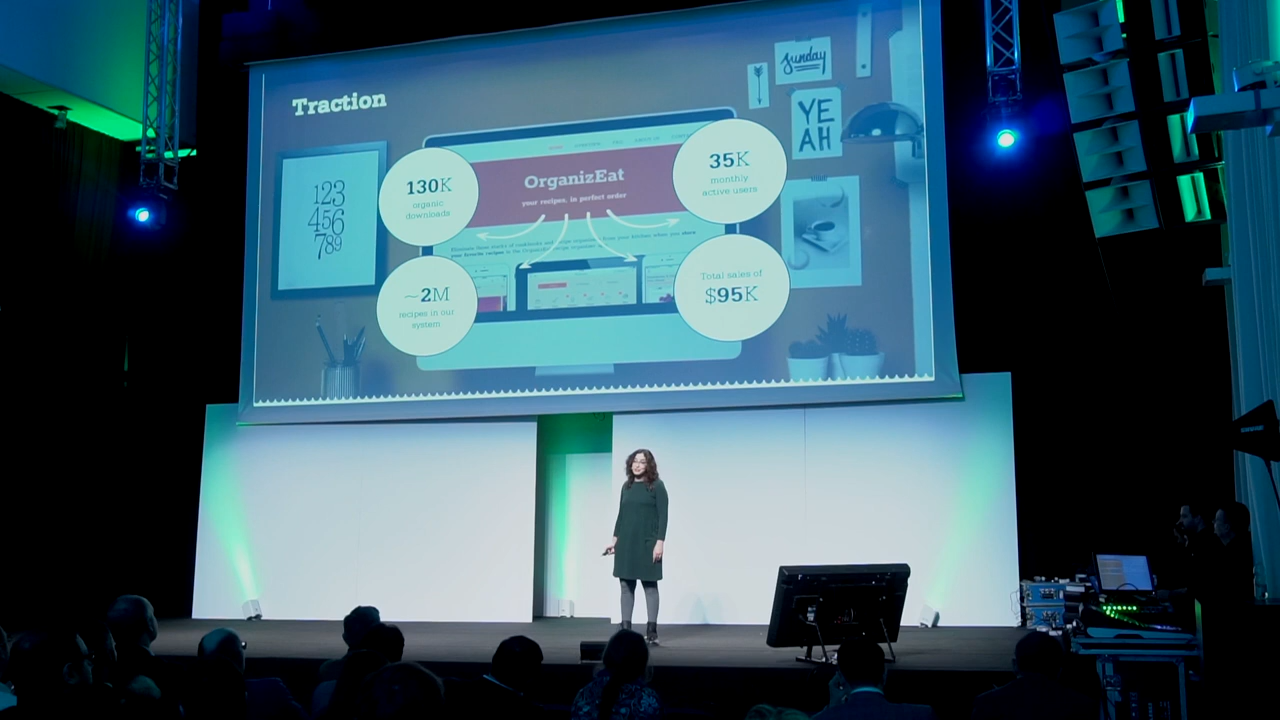 Traction
sunday
YE
AH
123
456
789
130K
organic
downloads
OrganizEat
your recipes, in perfect order
35K
monthly
active users
~2M
recipes in our
system
Total sales of
$95K